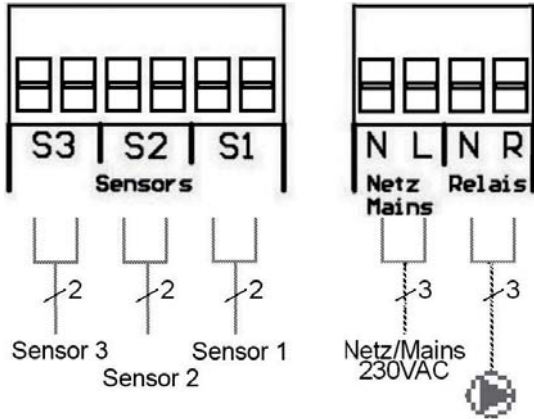 S3 S2 S1
Sensors
N L N R
Netz Relais
Mains
2 2 2 3 3
Sensor 3
Sensor 2
Sensor 1
Netz/Mains
230VAC